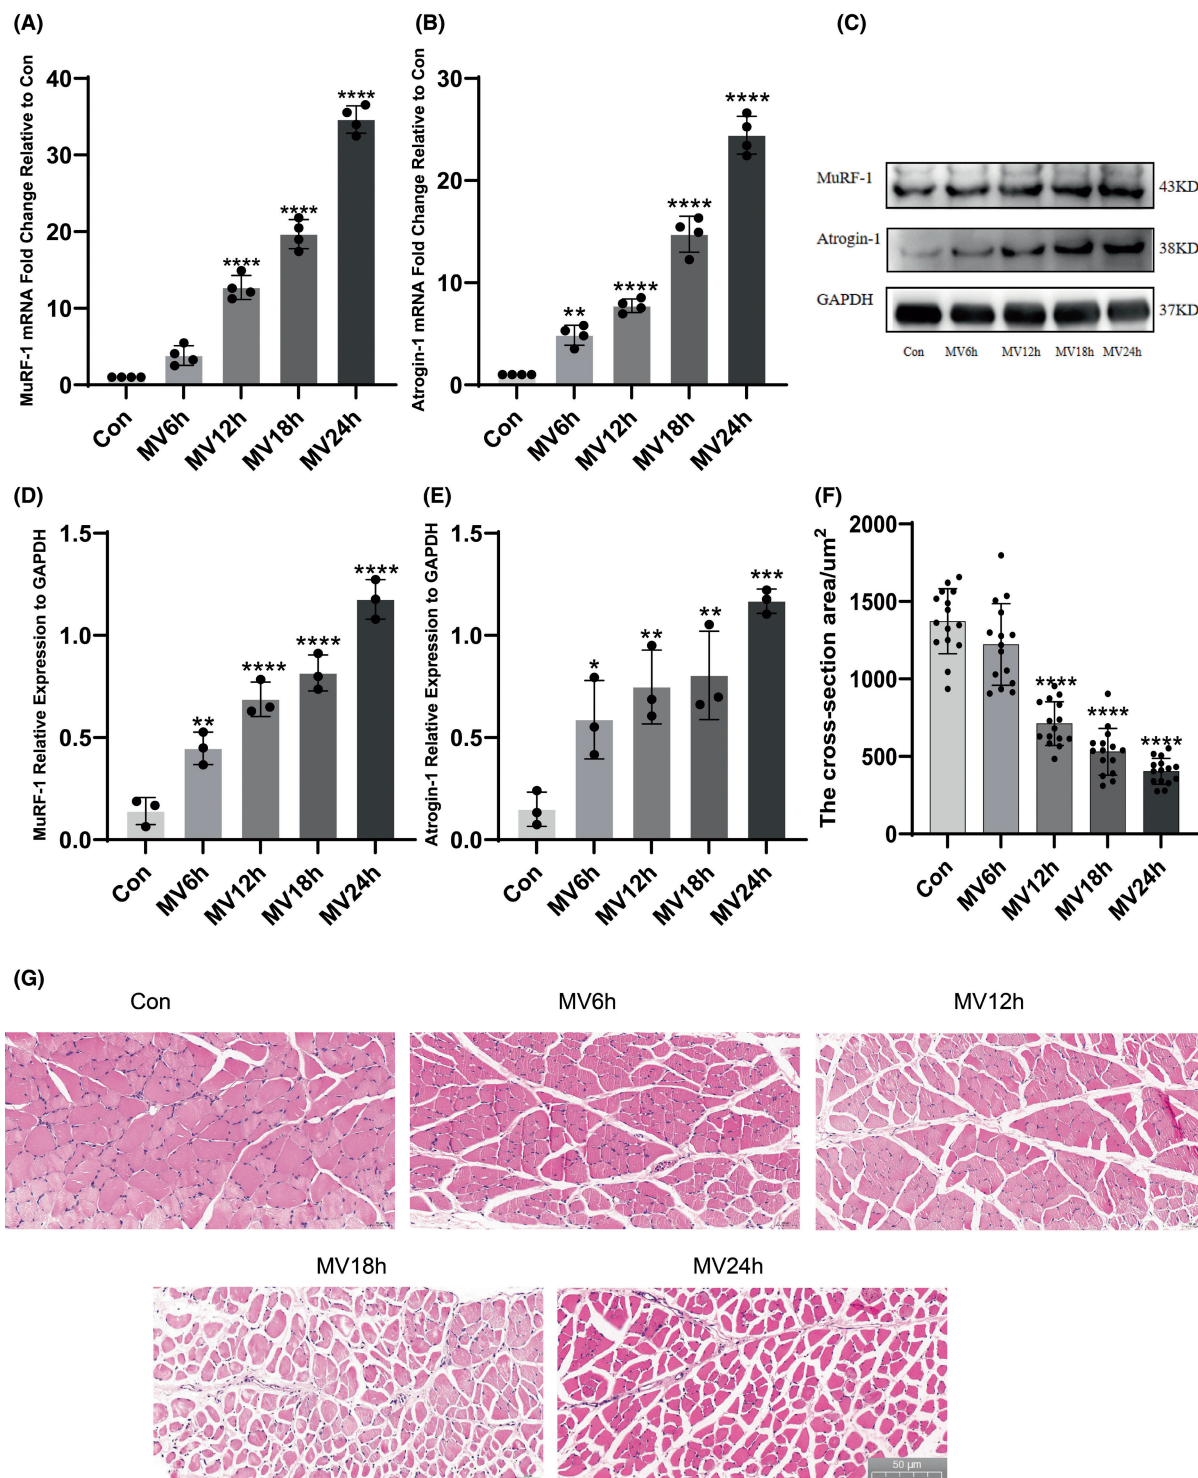 (A)
MuRF-1 mRNA Fold Change Relative to Con
40
30
20
10
0
****
****
****
Con
MV6h
MV12h
MV18h
MV24h
(B)
Atrogin-1 mRNA Fold Change Relative to Con
30
20
10
0
**
****
****
****
Con
MV6h
MV12h
MV18h
MV24h
(C)
MuRF-1
43KD
Atrogin-1
38KD
GAPDH
37KD
Con MV6h MV12h MV18h MV24h
(D)
MuRF-1 Relative Expression to GAPDH
1.5
1.0
0.5
0.0
**
****
****
****
Con
MV6h
MV12h
MV18h
MV24h
(E)
Atrogin-1 Relative Expression to GAPDH
1.5
1.0
0.5
0.0
*
**
**
***
Con
MV6h
MV12h
MV18h
MV24h
(F)
The cross-section area/um²
2000
1500
1000
500
0
****
****
****
Con
MV6h
MV12h
MV18h
MV24h
(G)
Con MV6h MV12h
MV18h MV24h
50 μm